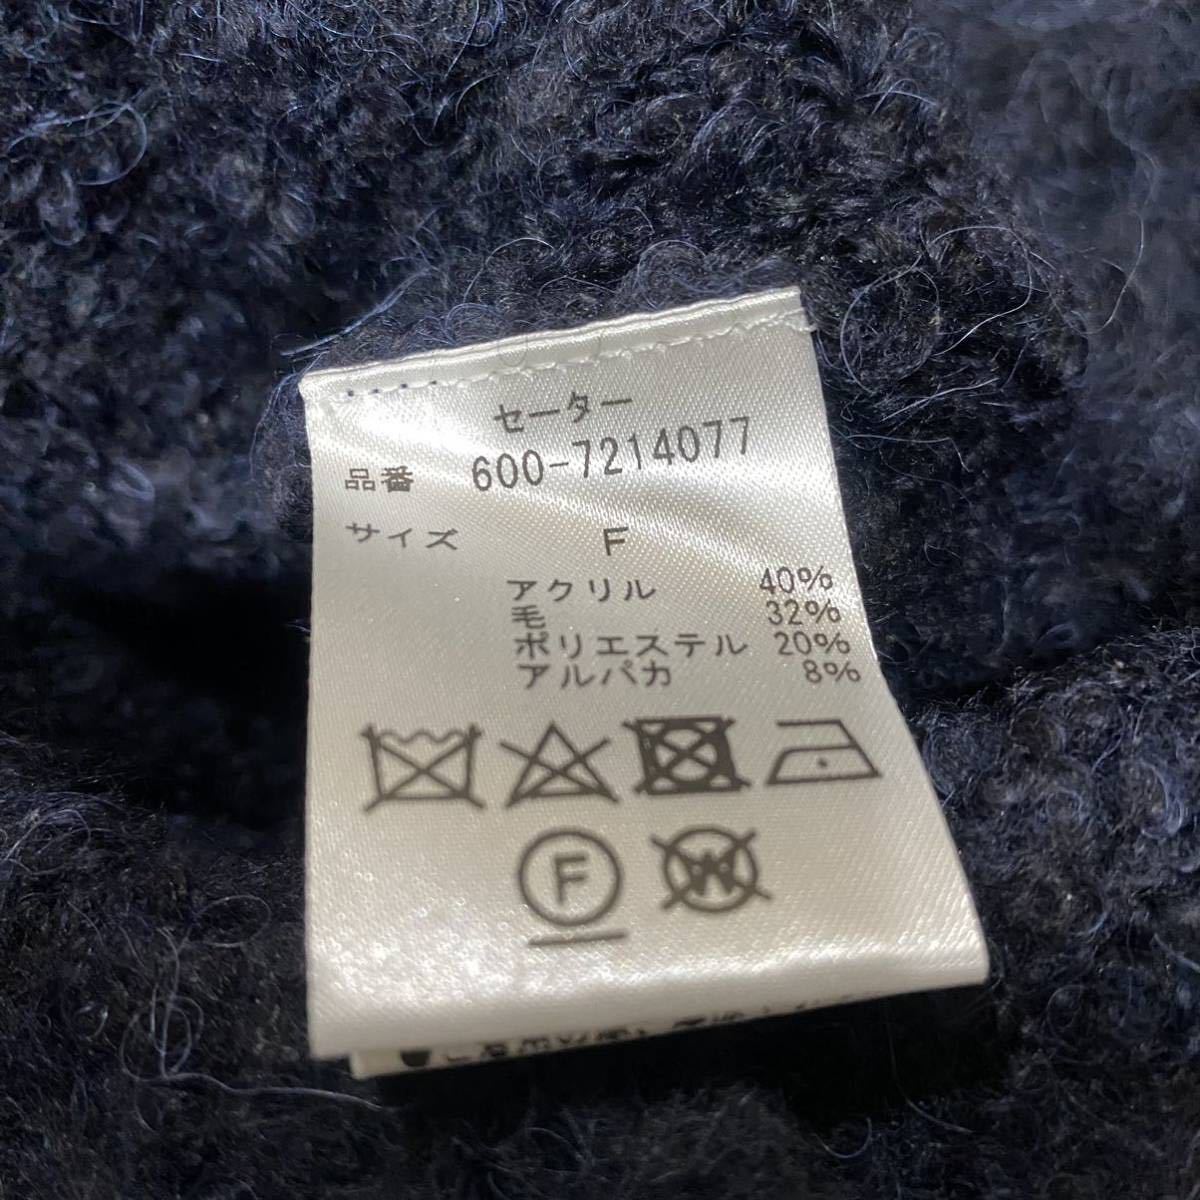 セーター
品番 600-7214077
サイズ F
アクリル 40%
毛 32%
ポリエステル 20%
アルパカ 8%
F
W